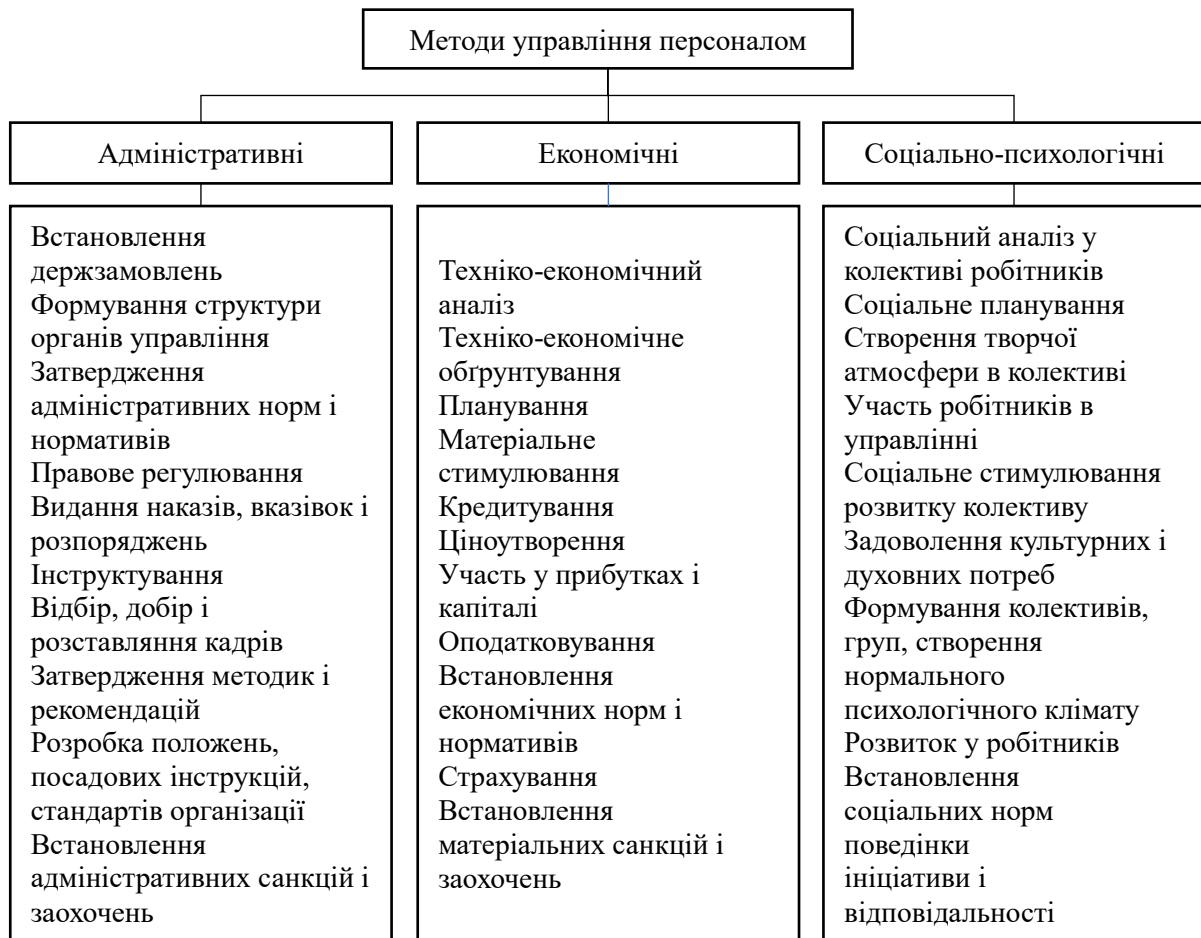 Методи управління персоналом
Адміністративні
Економічні
Соціально-психологічні
Встановлення
держзамовлень
Формування структури
органів управління
Затвердження
адміністративних норм і
нормативів
Правове регулювання
Видання наказів, вказівок і
розпоряджень
Інструктування
Відбір, добір і
розставляння кадрів
Затвердження методик і
рекомендацій
Розробка положень,
посадових інструкцій,
стандартів організації
Встановлення
адміністративних санкцій і
заохочень
Техніко-економічний
аналіз
Техніко-економічне
обґрунтування
Планування
Матеріальне
стимулювання
Кредитування
Ціноутворення
Участь у прибутках і
капіталі
Оподатковування
Встановлення
економічних норм і
нормативів
Страхування
Встановлення
матеріальних санкцій і
заохочень
Соціальний аналіз у
колективі робітників
Соціальне планування
Створення творчої
атмосфери в колективі
Участь робітників в
управлінні
Соціальне стимулювання
розвитку колективу
Задоволення культурних і
духовних потреб
Формування колективів,
груп, створення
нормального
психологічного клімату
Розвиток у робітників
Встановлення
соціальних норм
поведінки
ініціативи і
відповідальності